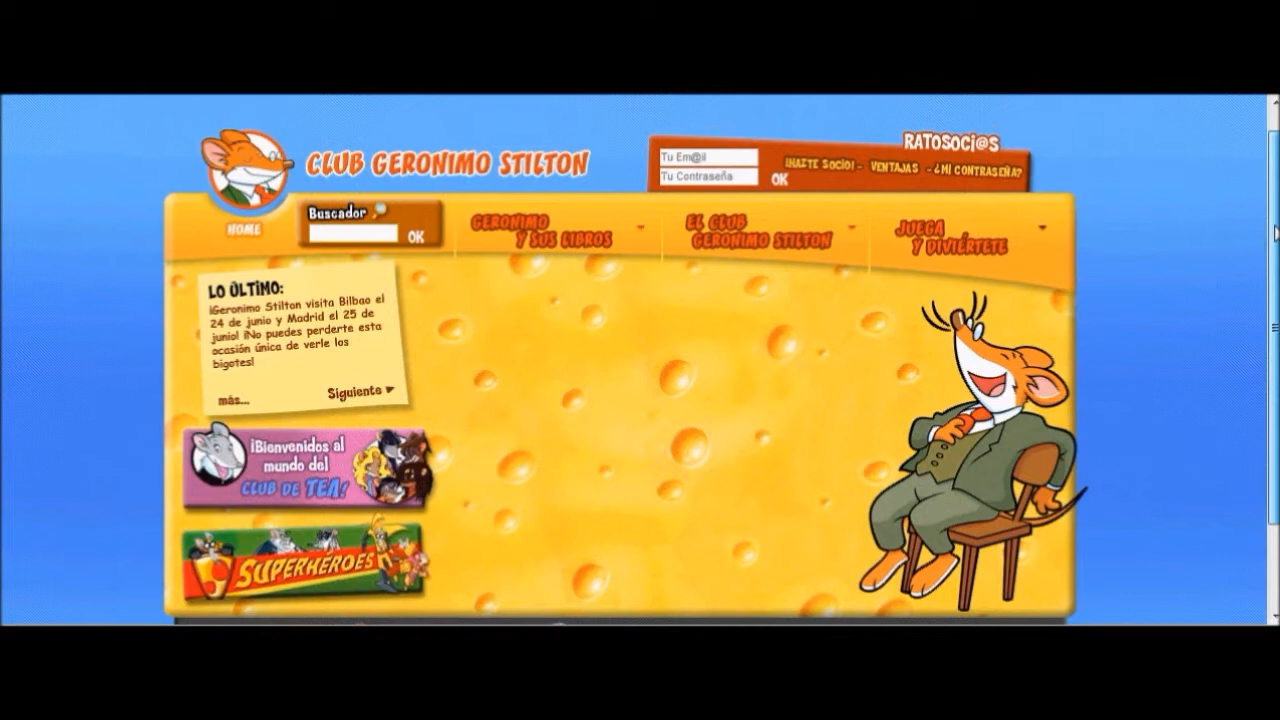 RATOSOCI@S
CLUB GERONIMO STILTON
Tu Em@il
Tu Contraseña
OK
¡HAZTE SOCIO! - VENTAJAS - ¿MI CONTRASEÑA?
HOME
Buscador
OK
GERONIMO
Y SUS LIBROS
EL CLUB
GERONIMO STILTON
JUEGA
Y DIVIÉRTETE
LO ÚLTIMO:
¡Geronimo Stilton visita Bilbao el
24 de junio y Madrid el 25 de
junio! ¡No puedes perderte esta
ocasión única de verle los
bigotes!
más...
Siguiente
¡Bienvenidos al
mundo del
CLUB DE TEA!
SUPERHÉROES